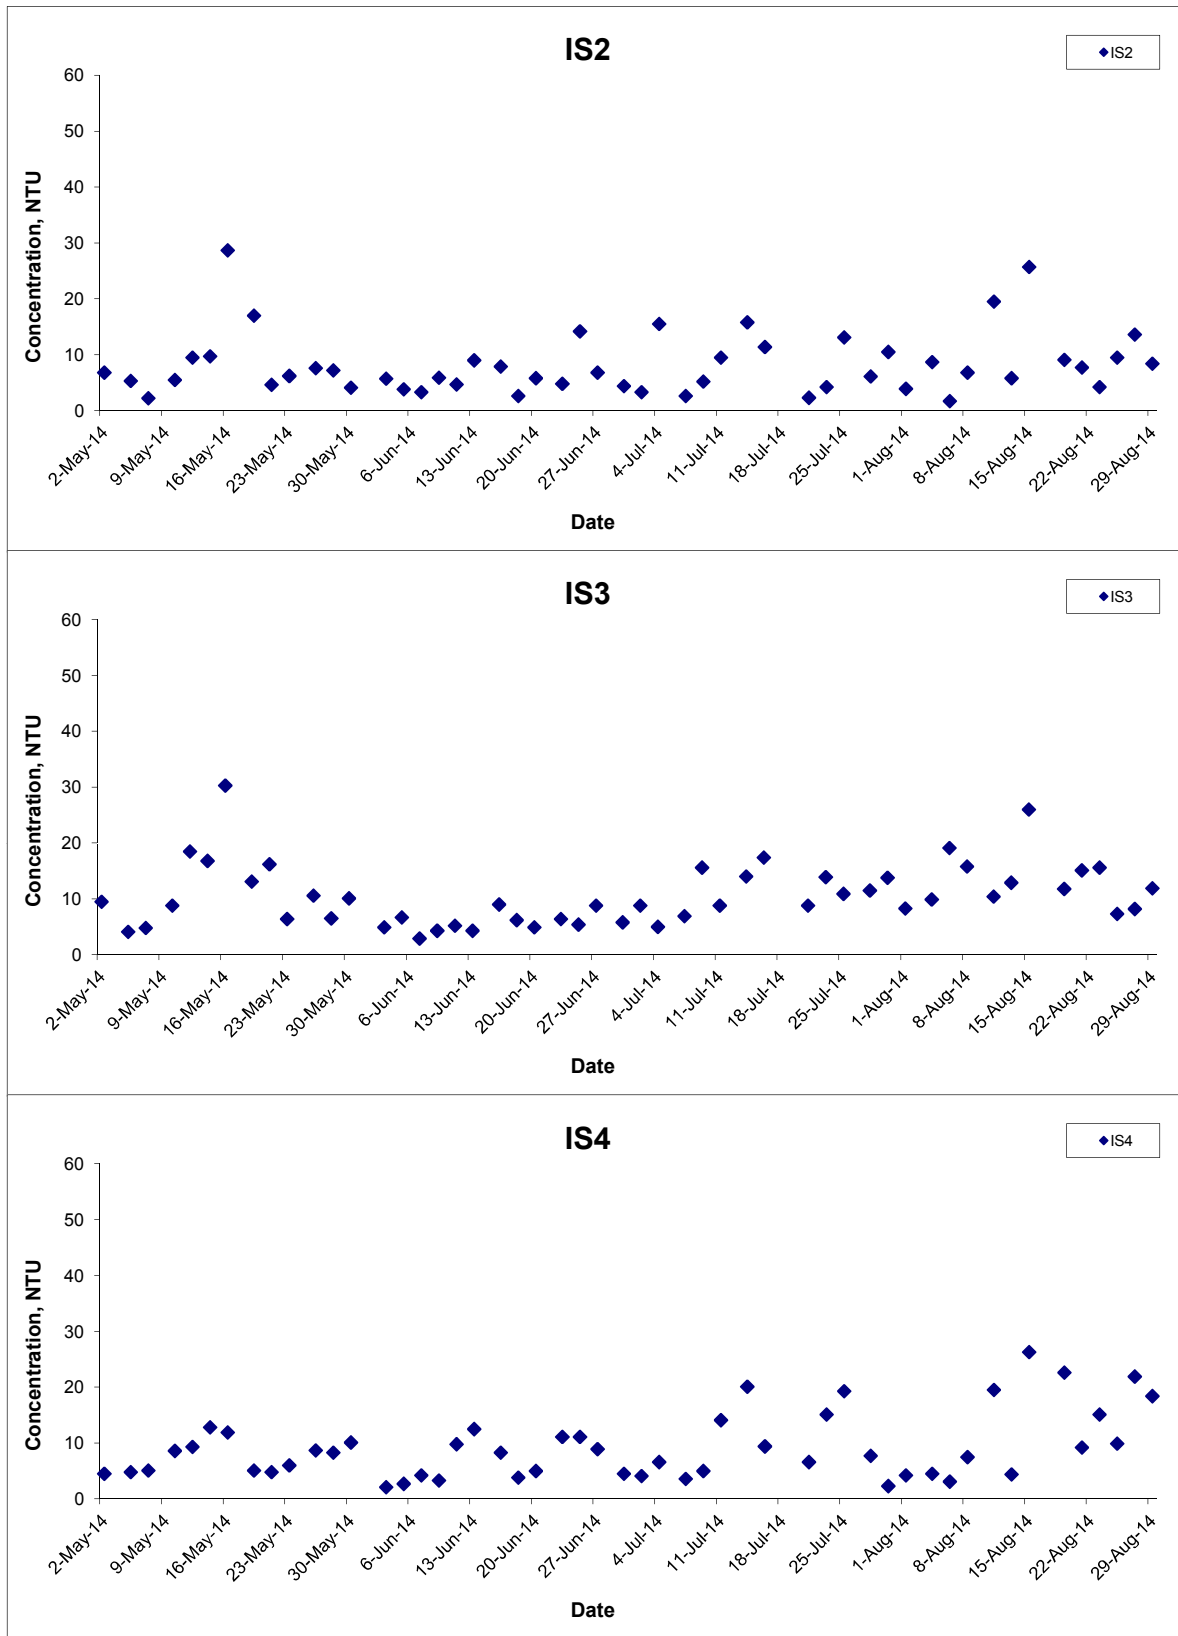 IS2
IS2
Concentration, NTU
60
50
40
30
20
10
0
2-May-14
9-May-14
16-May-14
23-May-14
30-May-14
6-Jun-14
13-Jun-14
20-Jun-14
27-Jun-14
4-Jul-14
11-Jul-14
18-Jul-14
25-Jul-14
1-Aug-14
8-Aug-14
15-Aug-14
22-Aug-14
29-Aug-14
Date
IS3
IS3
Concentration, NTU
60
50
40
30
20
10
0
2-May-14
9-May-14
16-May-14
23-May-14
30-May-14
6-Jun-14
13-Jun-14
20-Jun-14
27-Jun-14
4-Jul-14
11-Jul-14
18-Jul-14
25-Jul-14
1-Aug-14
8-Aug-14
15-Aug-14
22-Aug-14
29-Aug-14
Date
IS4
IS4
Concentration, NTU
60
50
40
30
20
10
0
2-May-14
9-May-14
16-May-14
23-May-14
30-May-14
6-Jun-14
13-Jun-14
20-Jun-14
27-Jun-14
4-Jul-14
11-Jul-14
18-Jul-14
25-Jul-14
1-Aug-14
8-Aug-14
15-Aug-14
22-Aug-14
29-Aug-14
Date